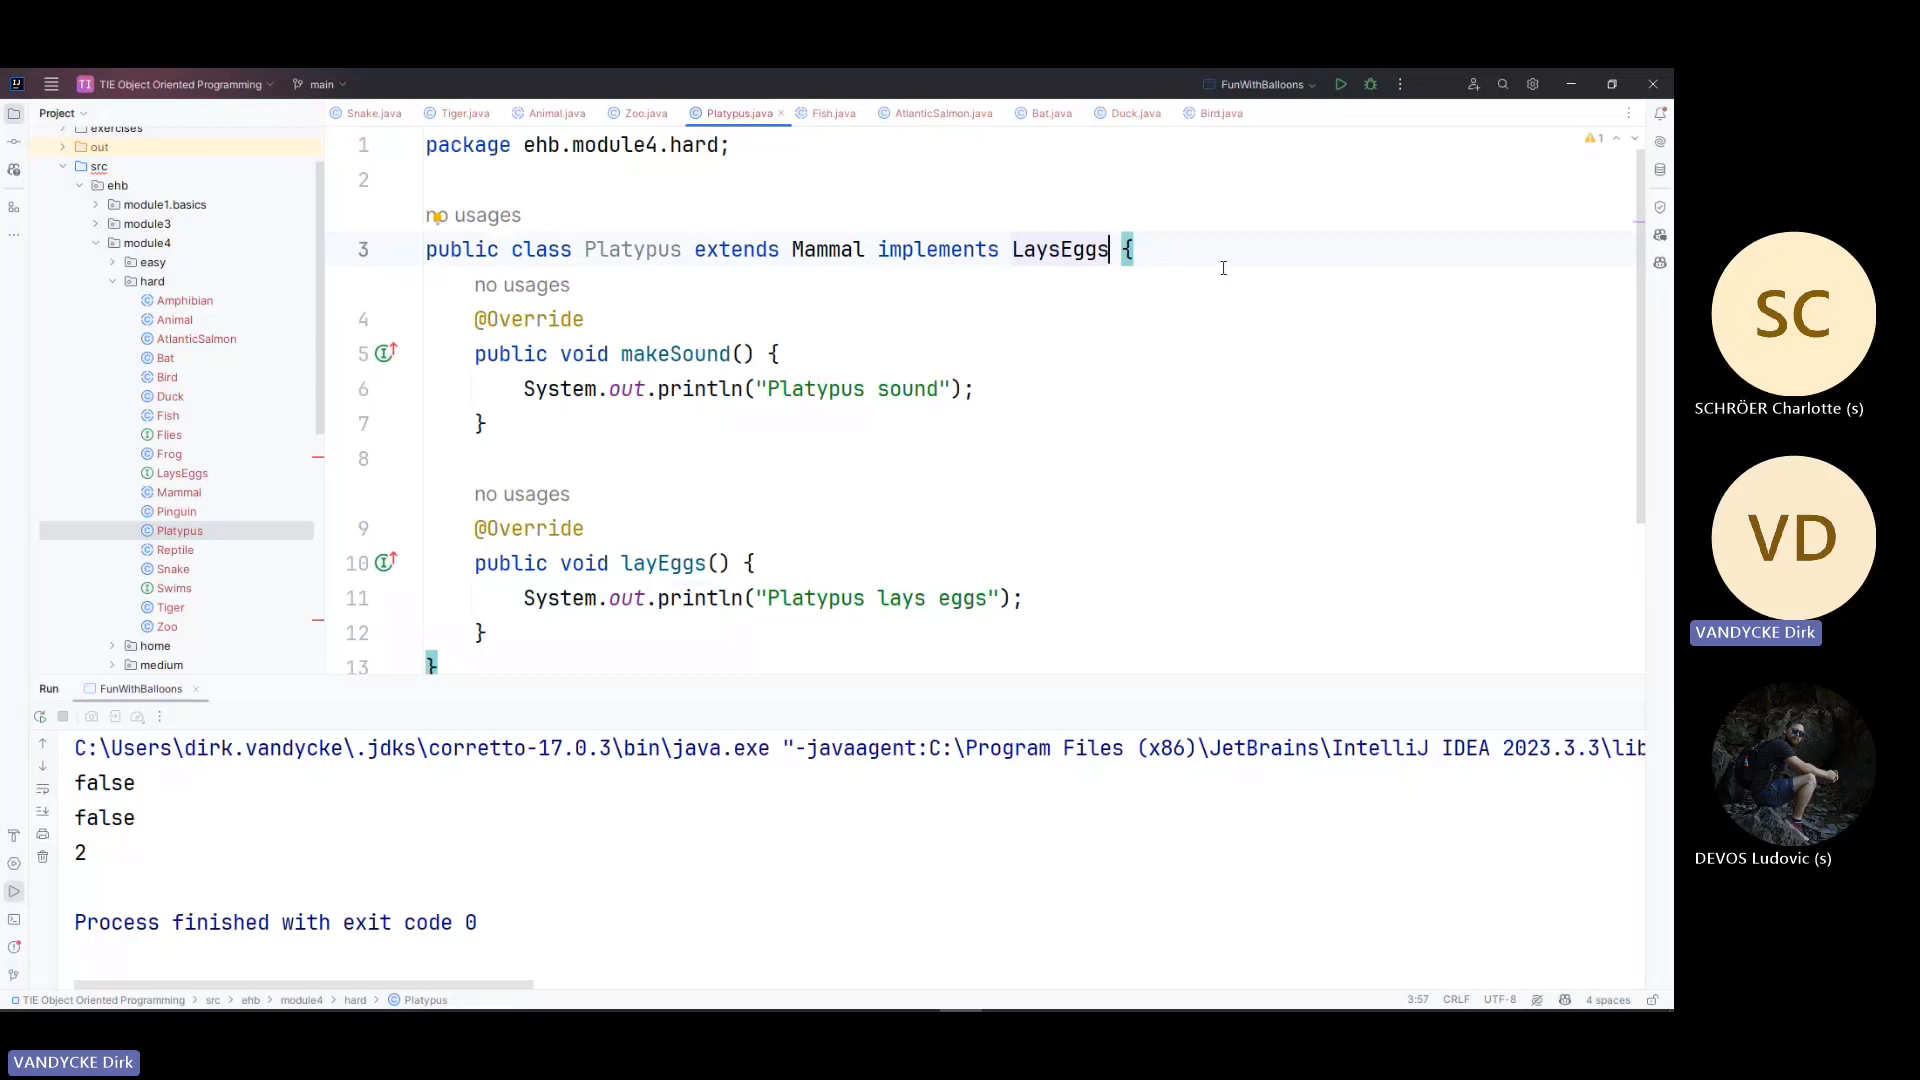 TI TIE Object Oriented Programming main FunWithBalloons
Project
Snake.java Tiger.java Animal.java Zoo.java Platypus.java Fish.java AtlanticSalmon.java Bat.java Duck.java Bird.java
exercises
out
src
ehb
module1.basics
module3
module4
easy
hard
Amphibian
Animal
AtlanticSalmon
Bat
Bird
Duck
Fish
Flies
Frog
LaysEggs
Mammal
Pinguin
Platypus
Reptile
Snake
Swims
Tiger
Zoo
home
medium
1 package ehb.module4.hard;
2
no usages
3 public class Platypus extends Mammal implements LaysEggs {
no usages
4 @Override
5 public void makeSound() {
6 System.out.println("Platypus sound");
7 }
8
no usages
9 @Override
10 public void layEggs() {
11 System.out.println("Platypus lays eggs");
12 }
13 }
1
Run FunWithBalloons
C:\Users\dirk.vandycke\.jdks\corretto-17.0.3\bin\java.exe "-javaagent:C:\Program Files (x86)\JetBrains\IntelliJ IDEA 2023.3.3\lib
false
false
2
Process finished with exit code 0
TIE Object Oriented Programming > src > ehb > module4 > hard > Platypus
3:57 CRLF UTF-8 4 spaces
SC
SCHRÖER Charlotte (s)
VD
VANDYCKE Dirk
DEVOS Ludovic (s)
VANDYCKE Dirk